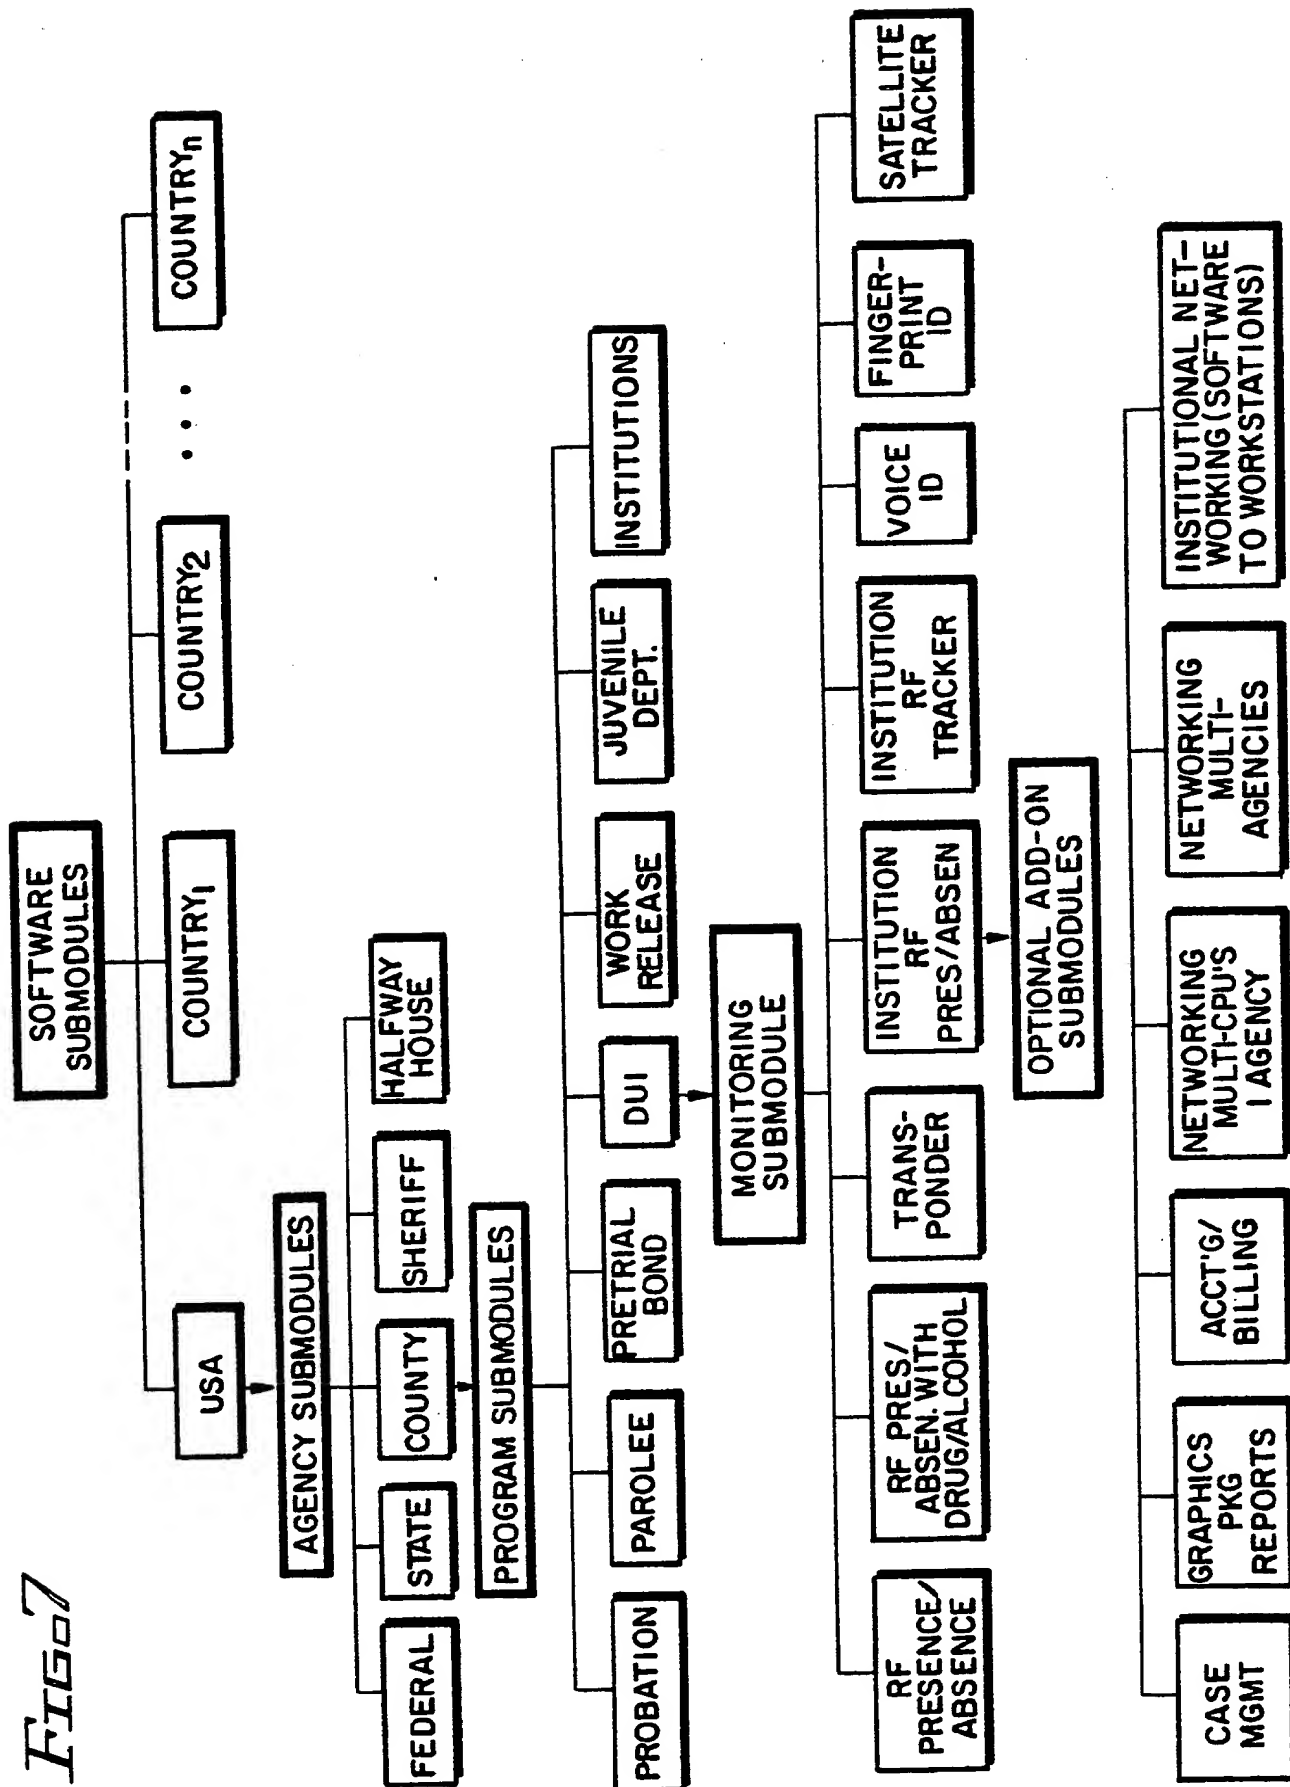 FIG. 7
SOFTWARE
SUBMODULES
USA
COUNTRY1
COUNTRY2
• • •
COUNTRYn
AGENCY SUBMODULES
FEDERAL
STATE
COUNTY
SHERIFF
HALFWAY
HOUSE
PROGRAM SUBMODULES
PROBATION
PAROLEE
PRETRIAL
BOND
DUI
WORK
RELEASE
JUVENILE
DEPT.
INSTITUTIONS
MONITORING
SUBMODULE
RF
PRESENCE/
ABSENCE
RF PRES/
ABSEN. WITH
DRUG/ALCOHOL
TRANS-
PONDER
INSTITUTION
RF
PRES/ABSEN
INSTITUTION
RF
TRACKER
VOICE
ID
FINGER-
PRINT
ID
SATELLITE
TRACKER
OPTIONAL ADD-ON
SUBMODULES
CASE
MGMT
GRAPHICS
PKG
REPORTS
ACCT'G/
BILLING
NETWORKING
MULTI-CPU'S
1 AGENCY
NETWORKING
MULTI-
AGENCIES
INSTITUTIONAL NET-
WORKING (SOFTWARE
TO WORKSTATIONS)